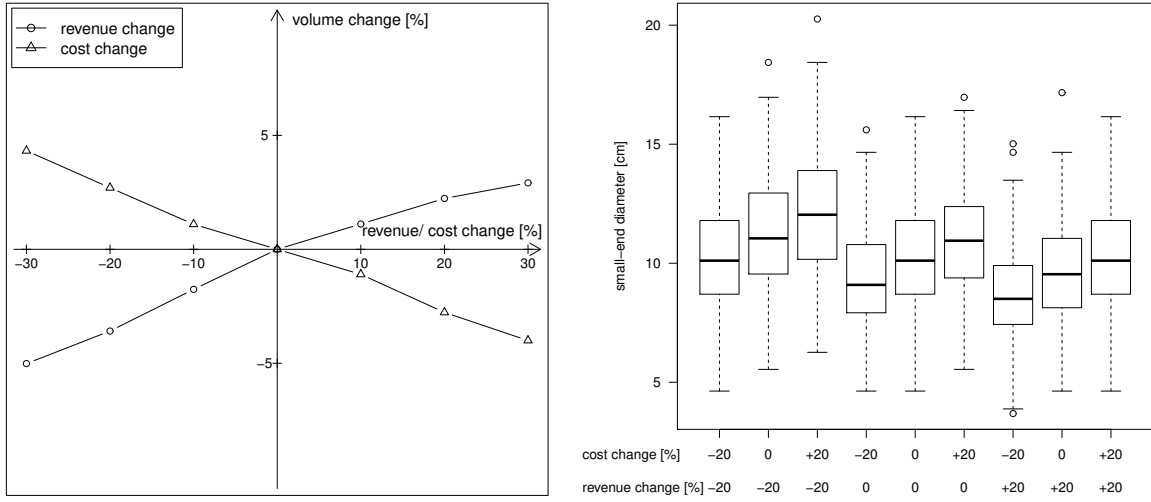 revenue change
cost change
volume change [%]
5
revenue/ cost change [%]
−30 −20 −10 10 20 30
−5
small−end diameter [cm]
20
15
10
5
cost change [%] −20 0 +20 −20 0 +20 −20 0 +20
revenue change [%] −20 −20 −20 0 0 0 +20 +20 +20